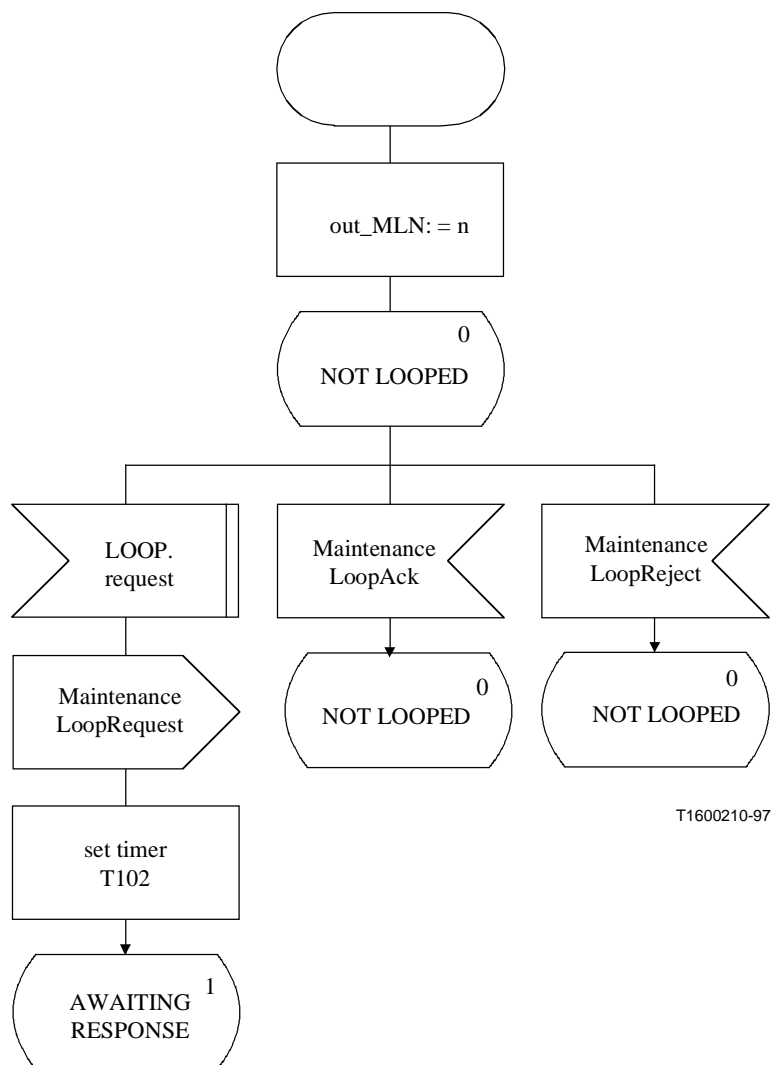 out_MLN: = n
0
NOT LOOPED
LOOP.
request
Maintenance
LoopAck
Maintenance
LoopReject
Maintenance
LoopRequest
0
NOT LOOPED
0
NOT LOOPED
set timer
T102
T1600210-97
1
AWAITING
RESPONSE